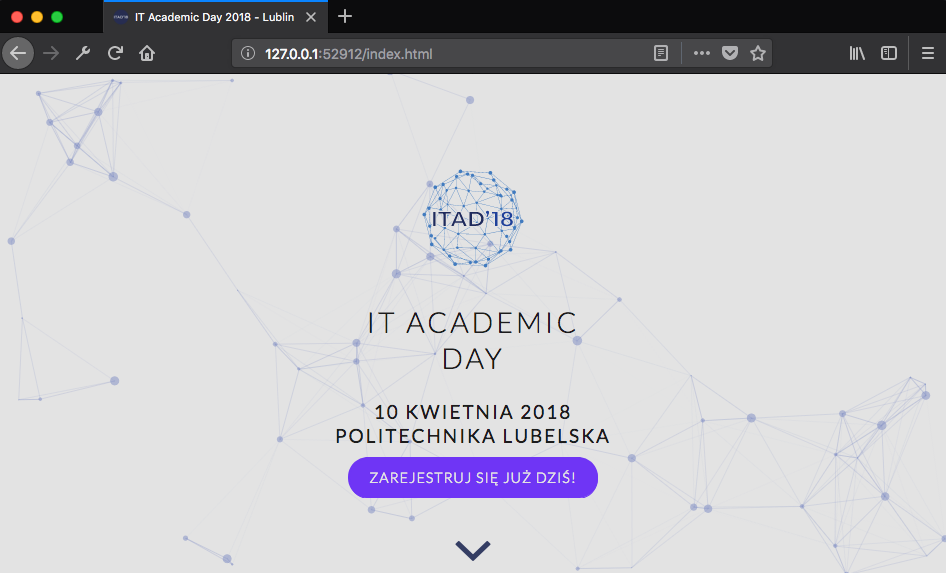 IT Academic Day 2018 - Lublin
127.0.0.1:52912/index.html
ITAD'18
IT ACADEMIC
DAY
10 KWIETNIA 2018
POLITECHNIKA LUBELSKA
ZAREJESTRUJ SIĘ JUŻ DZIŚ!